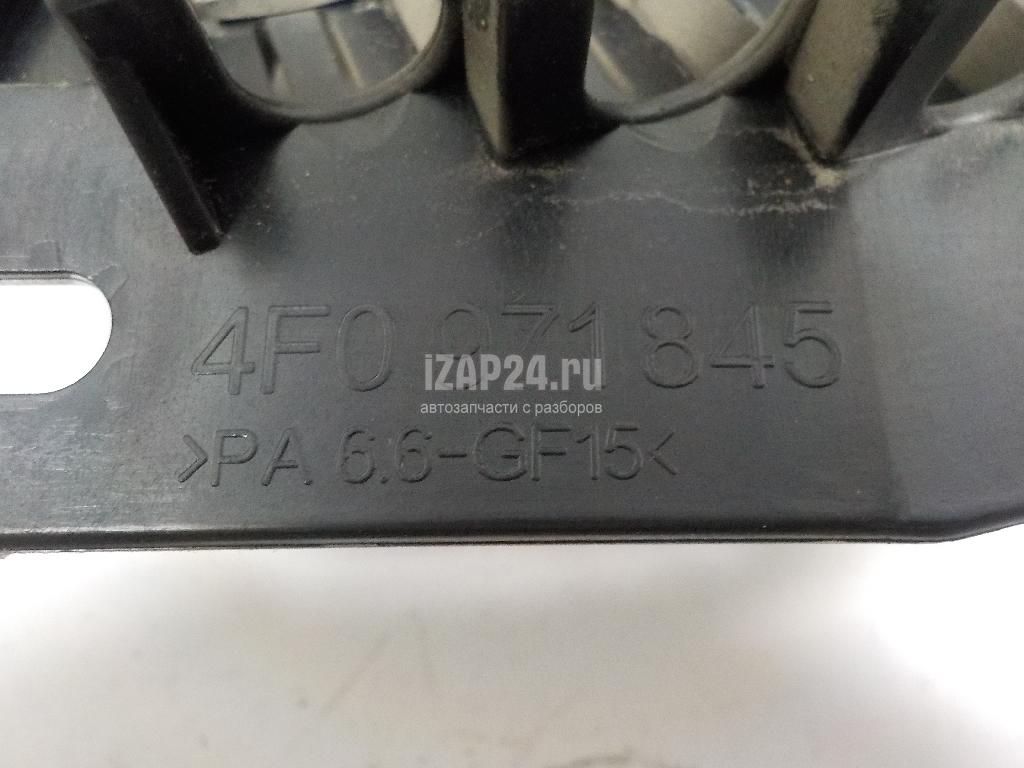 4F0 971 845
iZAP24.ru
автозапчасти с разборов
>PA 6.6-GF15<